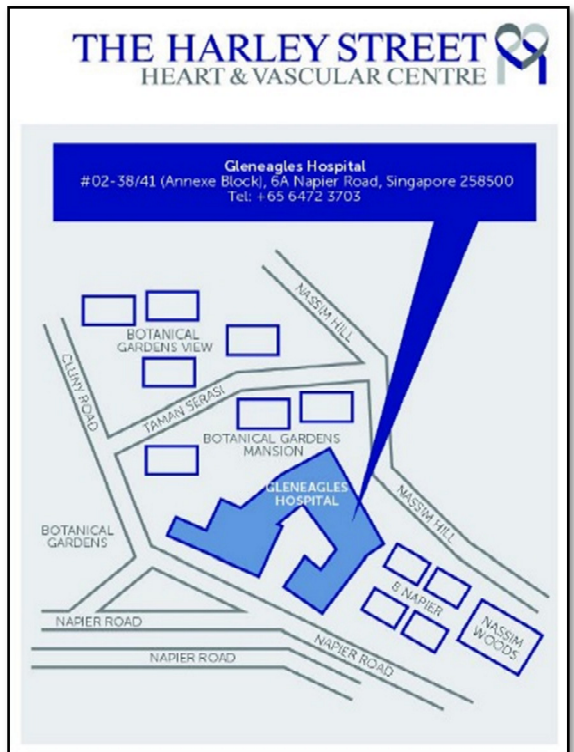 THE HARLEY STREET
HEART & VASCULAR CENTRE
Gleneagles Hospital
#02-38/41 (Annexe Block), 6A Napier Road, Singapore 258500
Tel: +65 6472 3703
NASSIM HILL
BOTANICAL
GARDENS VIEW
CLUNY ROAD
TAMAN SERASI
BOTANICAL GARDENS
MANSION
GLENEAGLES
HOSPITAL
NASSIM HILL
BOTANICAL
GARDENS
8 NAPIER
NASSIM
WOODS
NAPIER ROAD
NAPIER ROAD
NAPIER ROAD